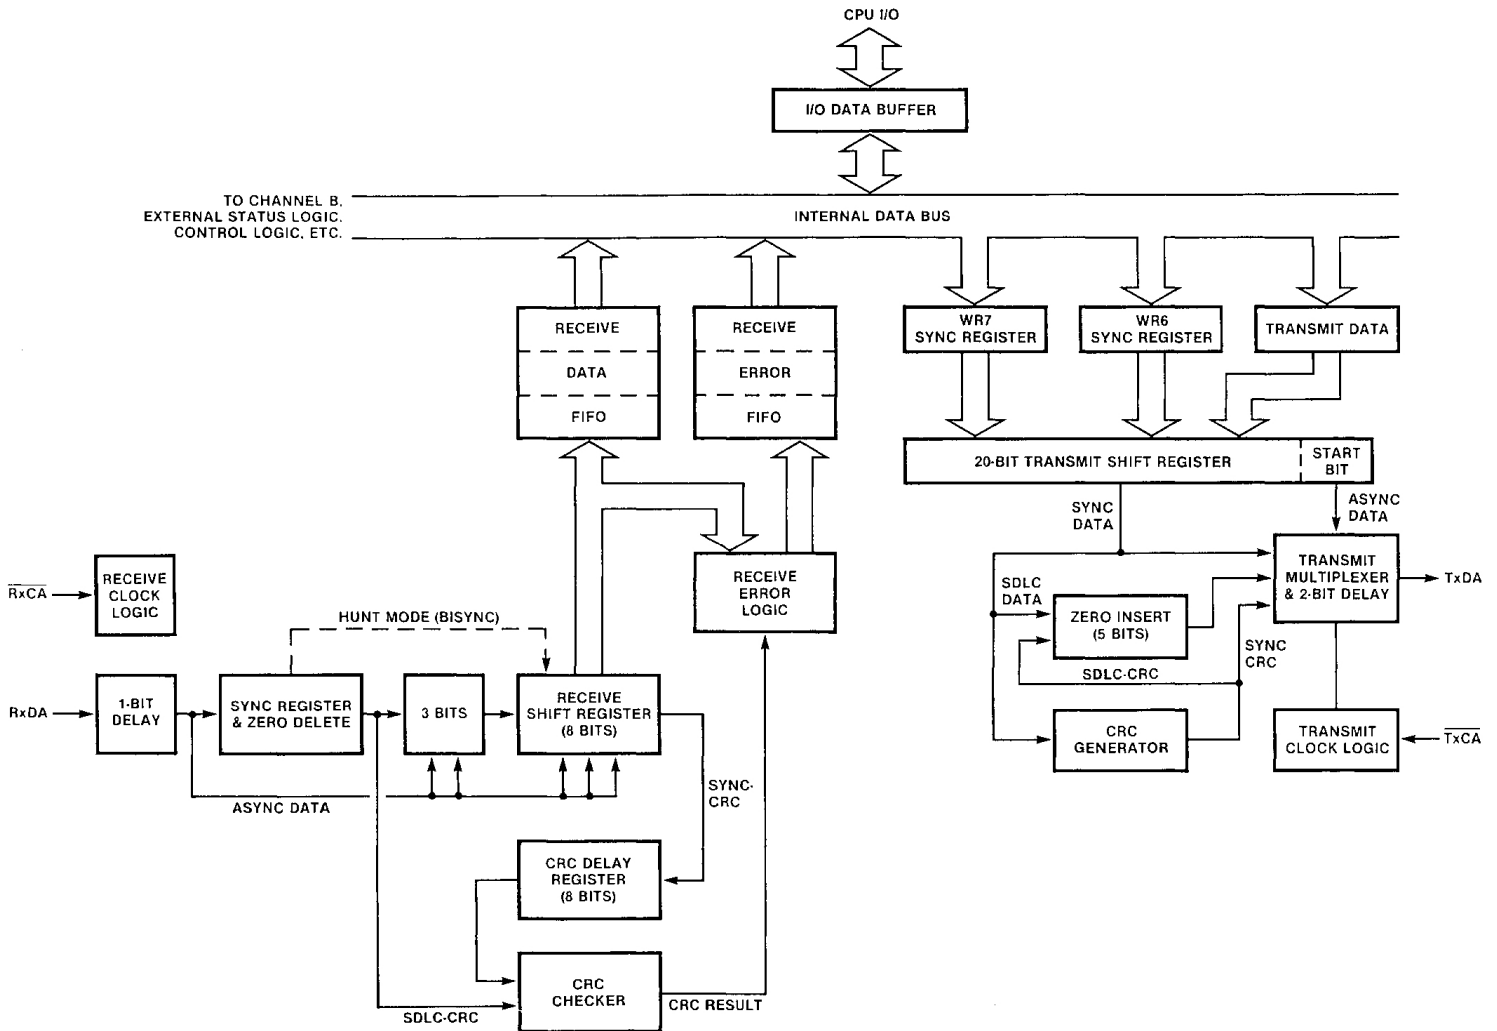 CPU I/O
I/O DATA BUFFER
TO CHANNEL B,
EXTERNAL STATUS LOGIC,
CONTROL LOGIC, ETC.
INTERNAL DATA BUS
RECEIVE
DATA
FIFO
RECEIVE
ERROR
FIFO
WR7
SYNC REGISTER
WR6
SYNC REGISTER
TRANSMIT DATA
20-BIT TRANSMIT SHIFT REGISTER
START
BIT
SYNC
DATA
ASYNC
DATA
RxCA
RECEIVE
CLOCK
LOGIC
RECEIVE
ERROR
LOGIC
SDLC
DATA
ZERO INSERT
(5 BITS)
TRANSMIT
MULTIPLEXER
& 2-BIT DELAY
TxDA
HUNT MODE (BISYNC)
SYNC
CRC
SDLC-CRC
RxDA
1-BIT
DELAY
SYNC REGISTER
& ZERO DELETE
3 BITS
RECEIVE
SHIFT REGISTER
(8 BITS)
CRC
GENERATOR
TRANSMIT
CLOCK LOGIC
TxCA
ASYNC DATA
SYNC-
CRC
CRC DELAY
REGISTER
(8 BITS)
CRC
CHECKER
SDLC-CRC
CRC RESULT